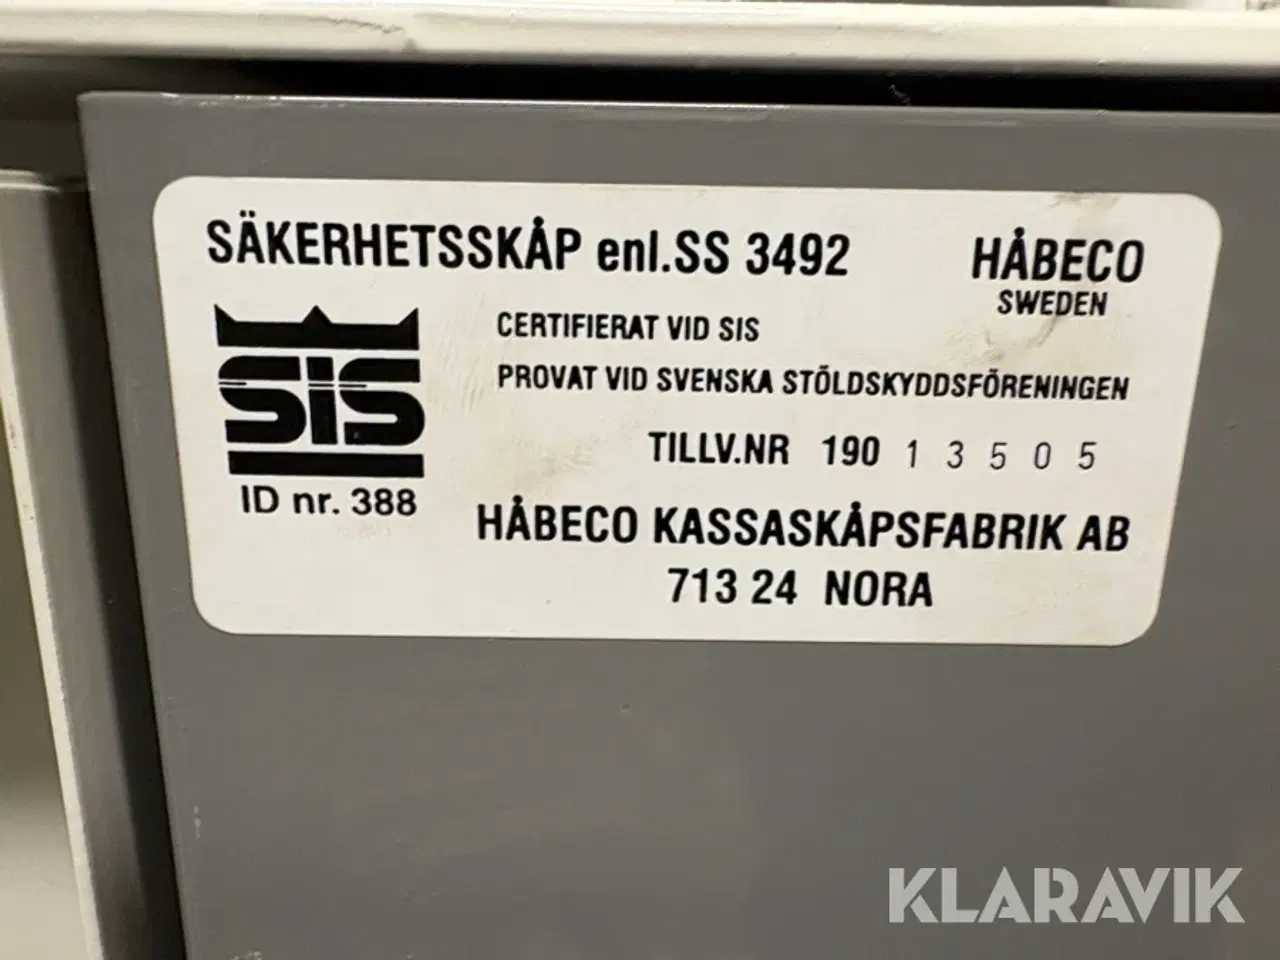 SÄKERHETSSKÅP enl.SS 3492
HÅBECO
SWEDEN
SIS
ID nr. 388
CERTIFIERAT VID SIS
PROVAT VID SVENSKA STÖLDSKYDDSFÖRENINGEN
TILLV.NR 190 1 3 5 0 5
HÅBECO KASSASKÅPSFABRIK AB
713 24 NORA
KLARAVIK